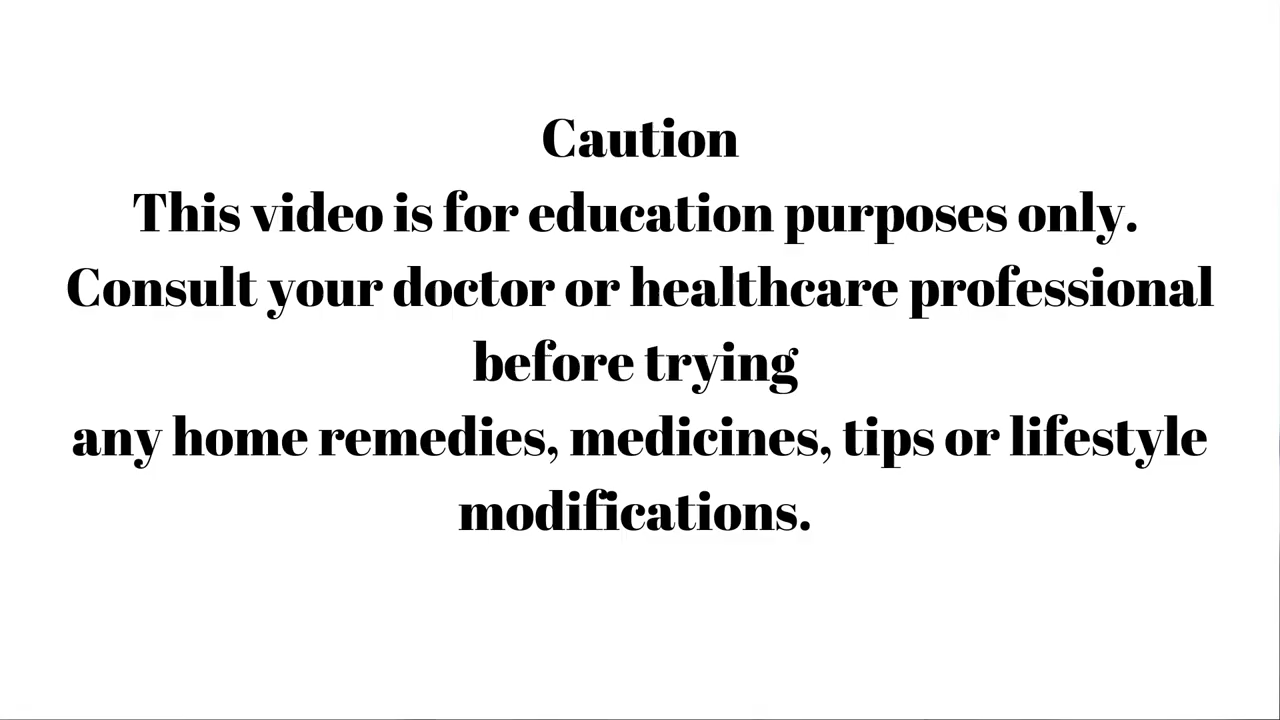 Caution
This video is for education purposes only.
Consult your doctor or healthcare professional
before trying
any home remedies, medicines, tips or lifestyle
modifications.